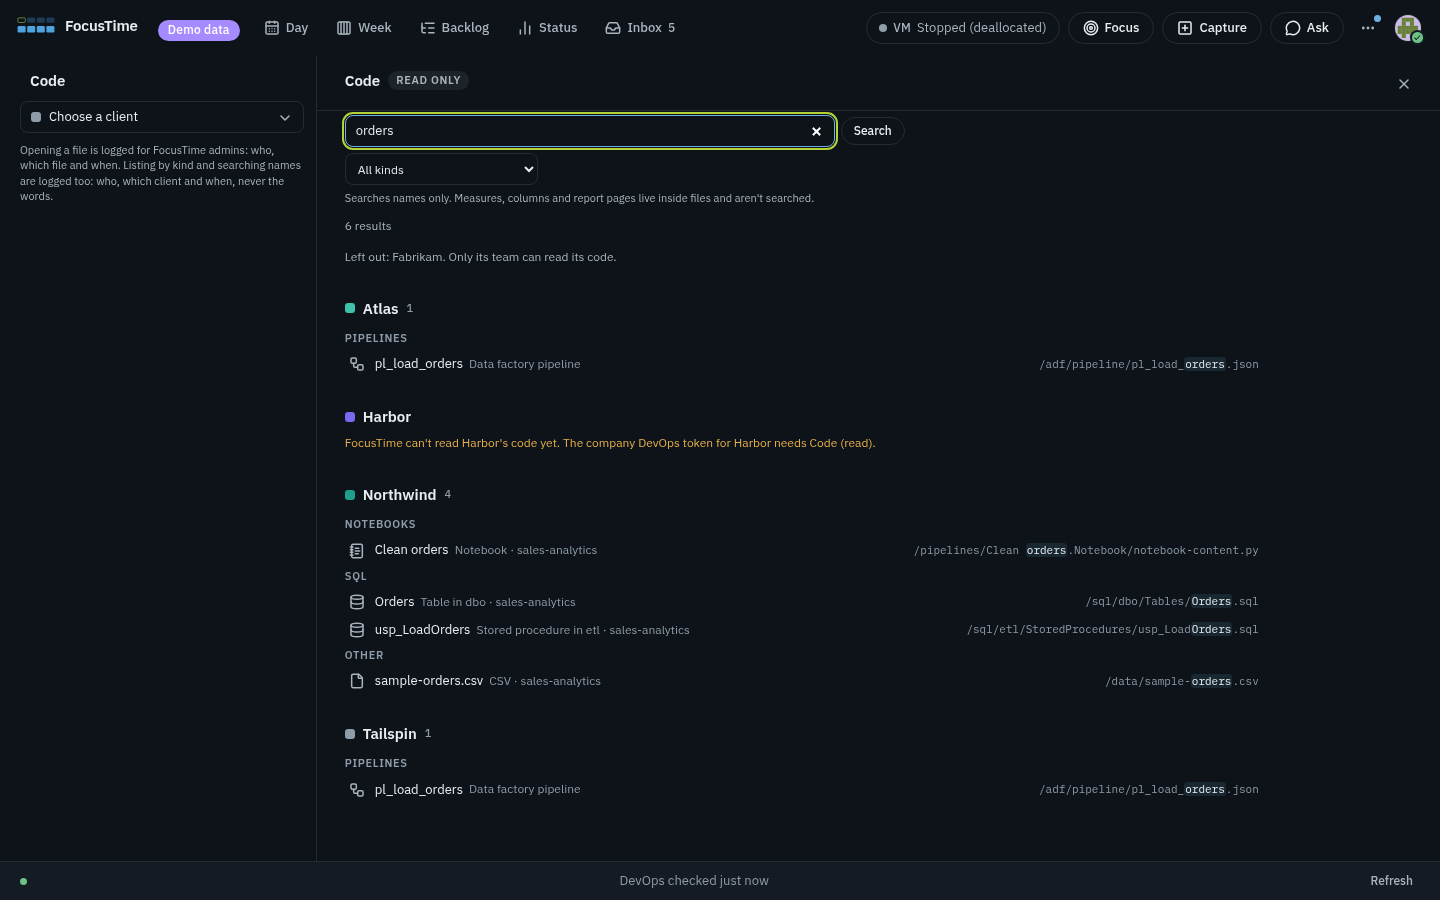 FocusTime
Demo data
Day
Week
Backlog
Status
Inbox 5
VM Stopped (deallocated)
Focus
Capture
Ask
Code
Choose a client
Opening a file is logged for FocusTime admins: who,
which file and when. Listing by kind and searching names
are logged too: who, which client and when, never the
words.
Code READ ONLY
orders
Search
All kinds
Searches names only. Measures, columns and report pages live inside files and aren't searched.
6 results
Left out: Fabrikam. Only its team can read its code.
Atlas 1
PIPELINES
pl_load_orders Data factory pipeline /adf/pipeline/pl_load_orders.json
Harbor
FocusTime can't read Harbor's code yet. The company DevOps token for Harbor needs Code (read).
Northwind 4
NOTEBOOKS
Clean orders Notebook · sales-analytics /pipelines/Clean orders.Notebook/notebook-content.py
SQL
Orders Table in dbo · sales-analytics /sql/dbo/Tables/Orders.sql
usp_LoadOrders Stored procedure in etl · sales-analytics /sql/etl/StoredProcedures/usp_LoadOrders.sql
OTHER
sample-orders.csv CSV · sales-analytics /data/sample-orders.csv
Tailspin 1
PIPELINES
pl_load_orders Data factory pipeline /adf/pipeline/pl_load_orders.json
DevOps checked just now
Refresh